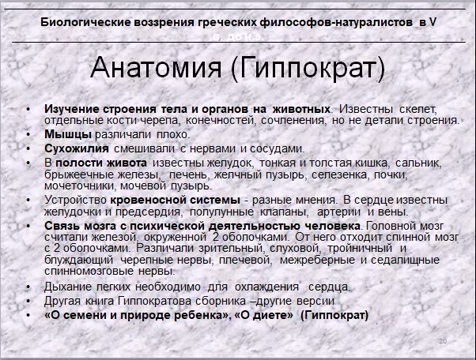 Биологические воззрения греческих философов-натуралистов в V
в. до н.э.
Анатомия (Гиппократ)
• Изучение строения тела и органов на животных. Известны скелет,
отдельные кости черепа, конечностей, сочленения, но не детали строения.
• Мышцы различали плохо.
• Сухожилия смешивали с нервами и сосудами.
• В полости живота известны желудок, тонкая и толстая кишка, сальник,
брыжеечные железы, печень, желчный пузырь, селезенка, почки,
мочеточники, мочевой пузырь.
• Устройство кровеносной системы - разные мнения. В сердце известны
желудочки и предсердия, полулунные клапаны, артерии и вены.
• Связь мозга с психической деятельностью человека. Головной мозг
считали железой, окруженной 2 оболочками. От него отходит спинной мозг
с 2 оболочками. Различали зрительный, слуховой, тройничный и
блуждающий черепные нервы, плечевой, межреберные и седалищные
спинномозговые нервы.
• Дыхание легких необходимо для охлаждения сердца.
• Другая книга Гиппократова сборника –другие версии
• «О семени и природе ребенка», «О диете» (Гиппократ)
20